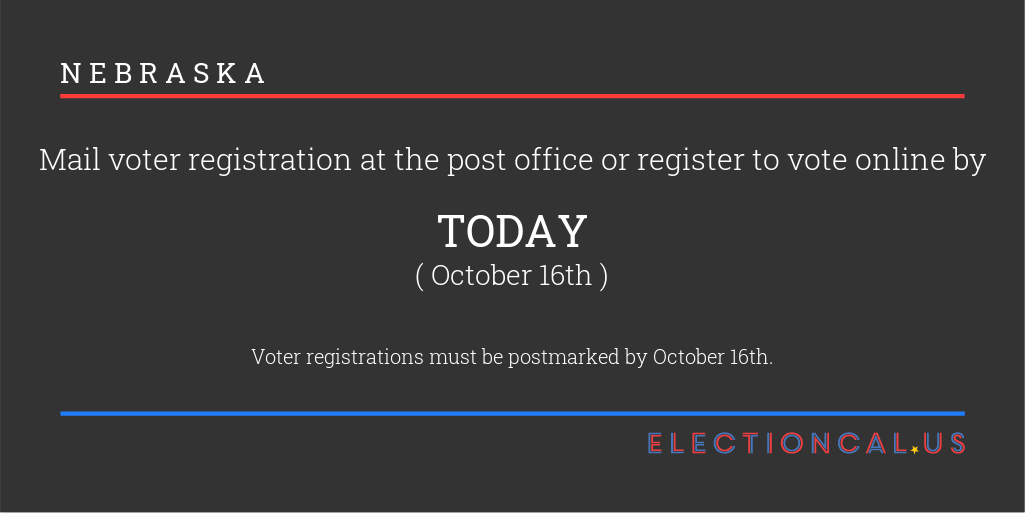 NEBRASKA
Mail voter registration at the post office or register to vote online by
TODAY
( October 16th )
Voter registrations must be postmarked by October 16th.
ELECTIONCAL.US